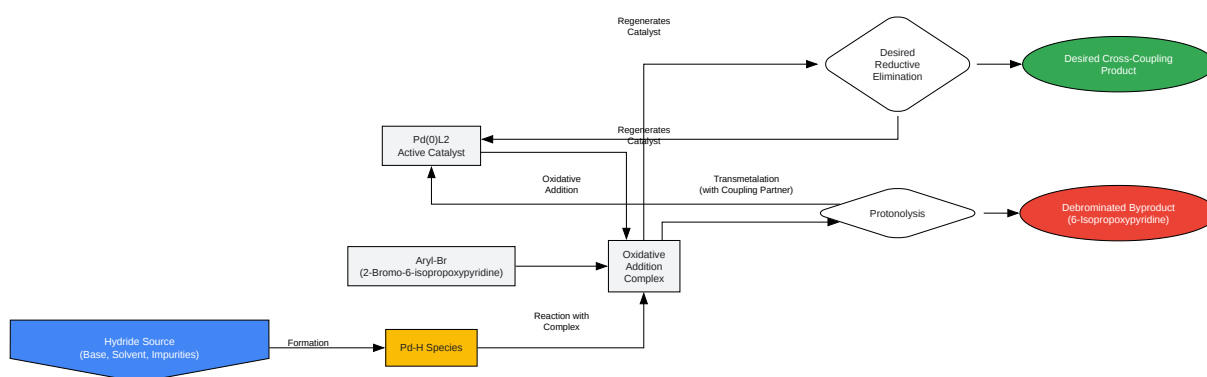 Regenerates
Catalyst
Desired
Reductive
Elimination
Desired Cross-Coupling
Product
Pd(0)L2
Active Catalyst
Regenerates
Catalyst
Oxidative
Addition
Transmetalation
(with Coupling Partner)
Protonolysis
Debrominated Byproduct
(6-Isopropoxypyridine)
Aryl-Br
(2-Bromo-6-isopropoxypyridine)
Oxidative
Addition
Complex
Reaction with
Complex
Hydride Source
(Base, Solvent, Impurities)
Formation
Pd-H Species